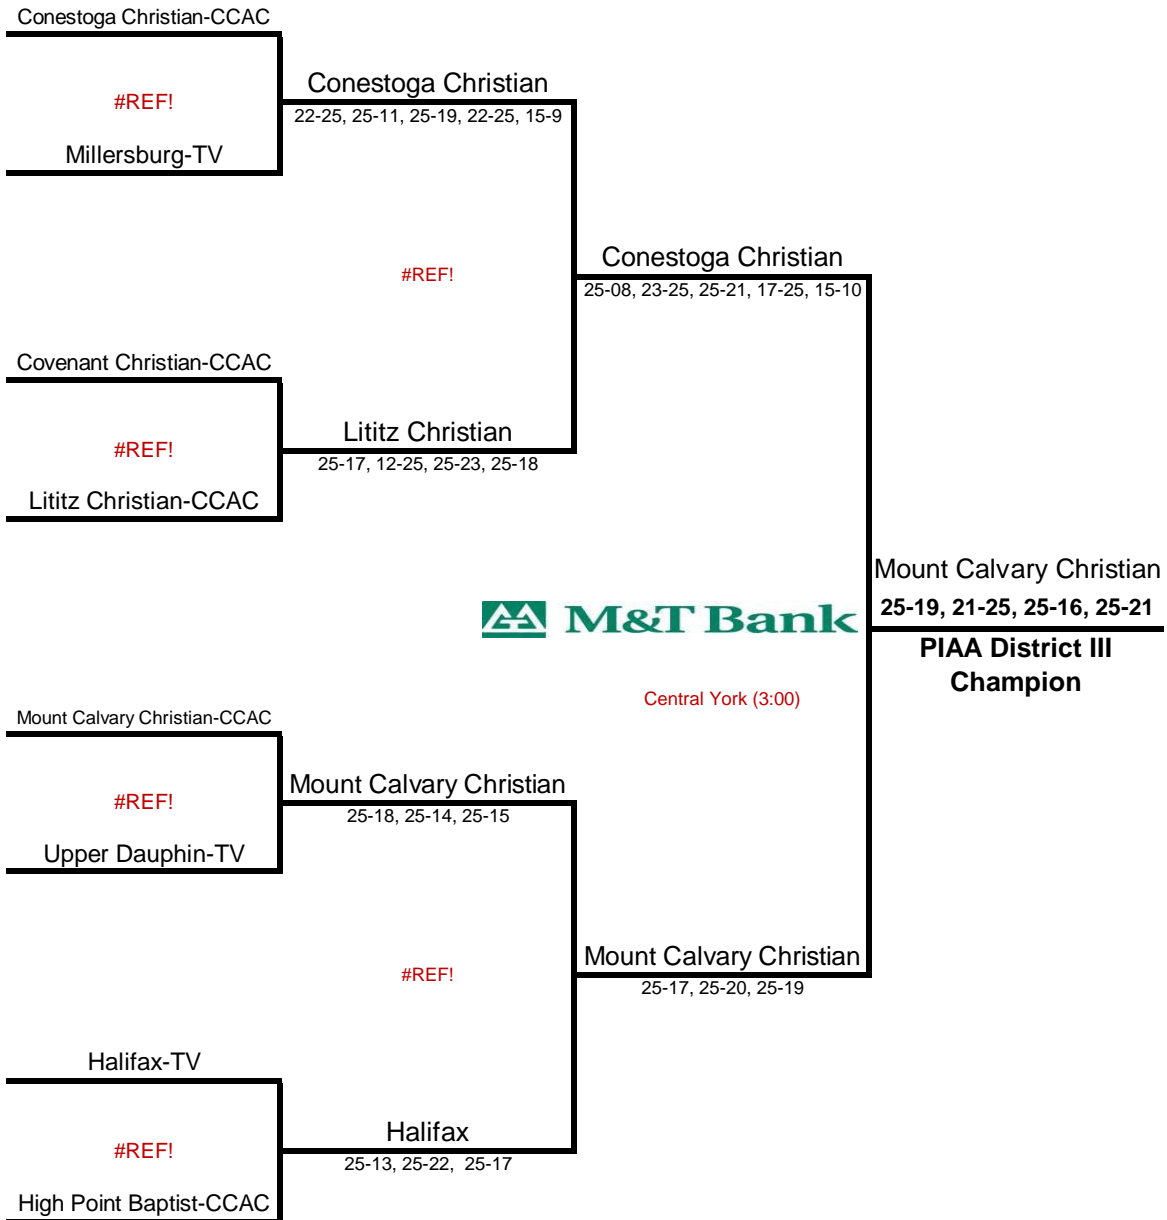 Conestoga Christian-CCAC
#REF!
Millersburg-TV
Conestoga Christian
22-25, 25-11, 25-19, 22-25, 15-9
#REF!
Conestoga Christian
25-08, 23-25, 25-21, 17-25, 15-10
Covenant Christian-CCAC
#REF!
Lititz Christian-CCAC
Lititz Christian
25-17, 12-25, 25-23, 25-18
M&T Bank
Central York (3:00)
Mount Calvary Christian
25-19, 21-25, 25-16, 25-21
PIAA District III
Champion
Mount Calvary Christian-CCAC
#REF!
Upper Dauphin-TV
Mount Calvary Christian
25-18, 25-14, 25-15
#REF!
Mount Calvary Christian
25-17, 25-20, 25-19
Halifax-TV
#REF!
High Point Baptist-CCAC
Halifax
25-13, 25-22,  25-17